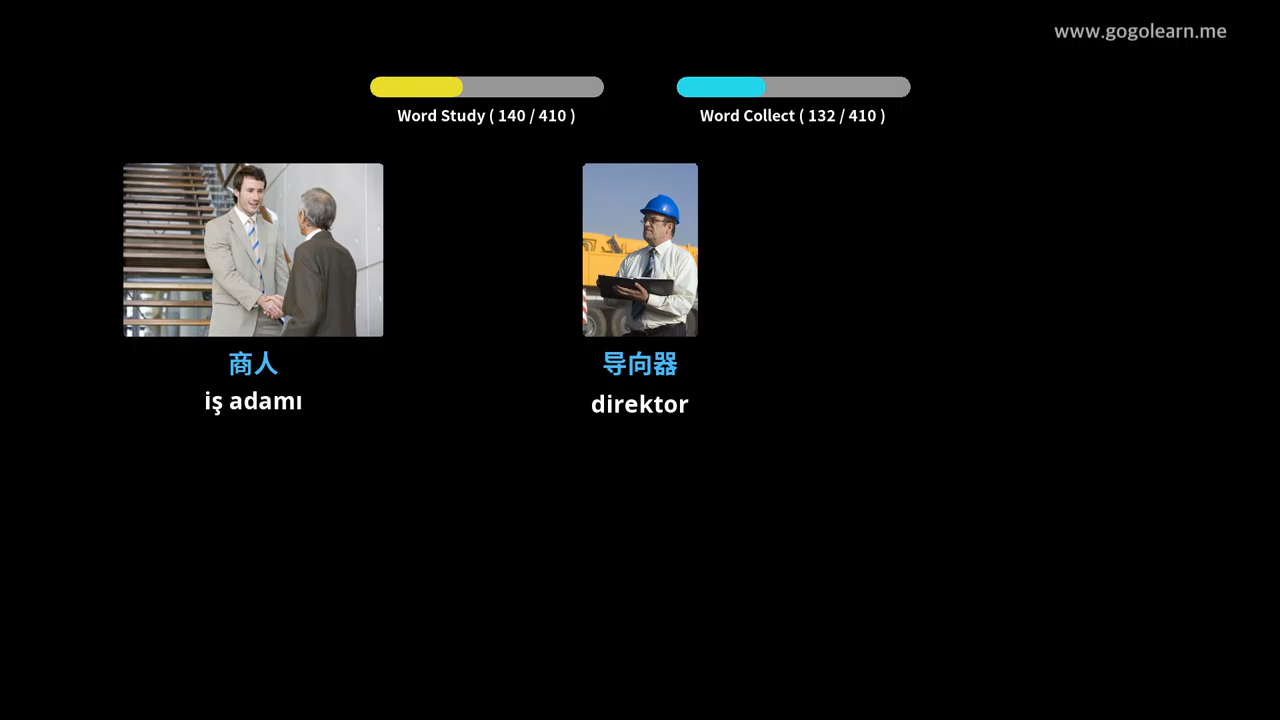 www.gogolearn.me
Word Study ( 140 / 410 )
Word Collect ( 132 / 410 )
商人
iş adamı
导向器
direktor